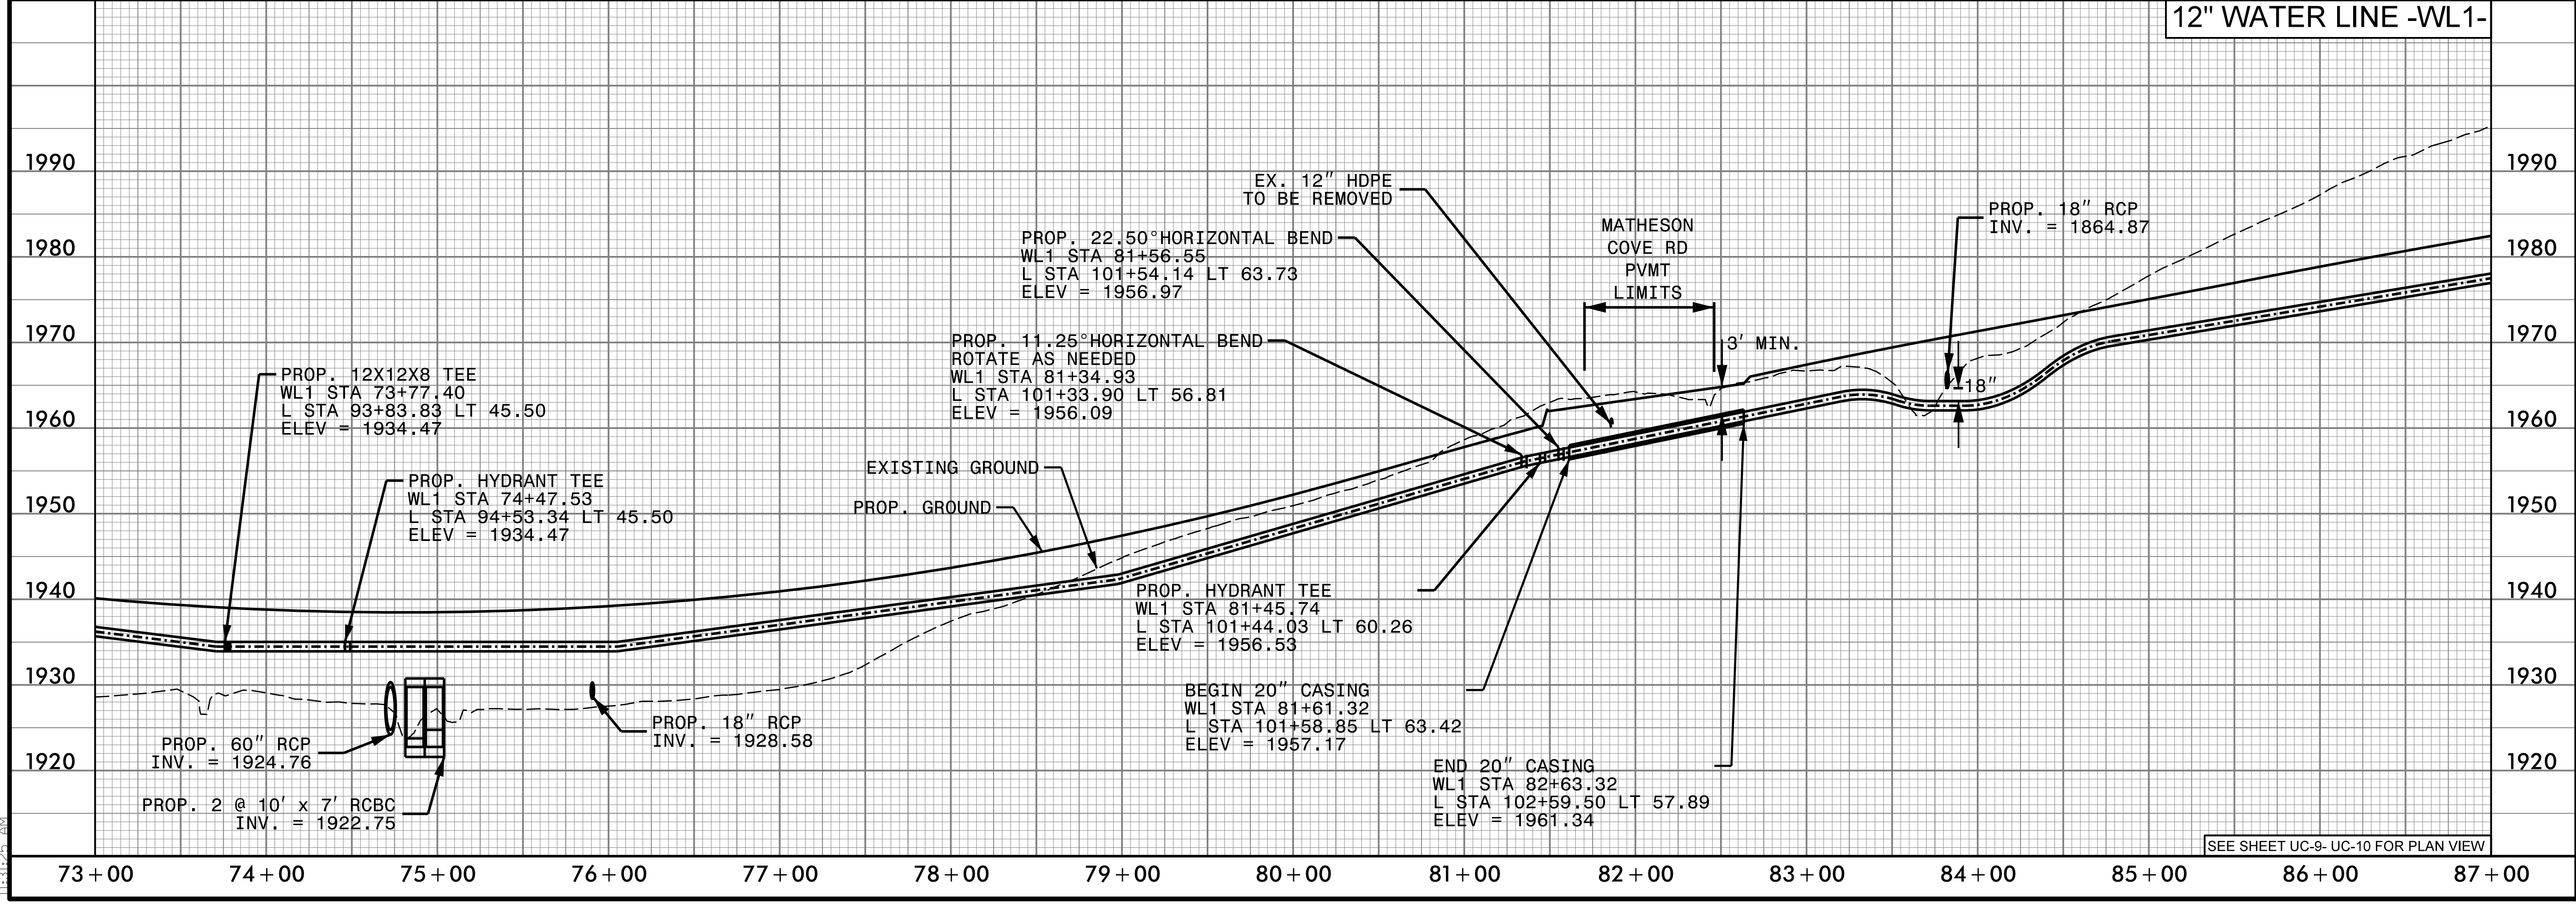 12" WATER LINE -WL1-
1990
1990
EX. 12" HDPE
TO BE REMOVED
PROP. 18" RCP
INV. = 1864.87
MATHESON
COVE RD
PVMT
LIMITS
PROP. 22.50°HORIZONTAL BEND
WL1 STA 81+56.55
L STA 101+54.14 LT 63.73
ELEV = 1956.97
1980
1980
PROP. 11.25°HORIZONTAL BEND
ROTATE AS NEEDED
WL1 STA 81+34.93
L STA 101+33.90 LT 56.81
ELEV = 1956.09
3' MIN.
1970
1970
18"
PROP. 12X12X8 TEE
WL1 STA 73+77.40
L STA 93+83.83 LT 45.50
ELEV = 1934.47
1960
1960
EXISTING GROUND
PROP. HYDRANT TEE
WL1 STA 74+47.53
L STA 94+53.34 LT 45.50
ELEV = 1934.47
PROP. GROUND
1950
1950
1940
1940
PROP. HYDRANT TEE
WL1 STA 81+45.74
L STA 101+44.03 LT 60.26
ELEV = 1956.53
1930
1930
BEGIN 20" CASING
WL1 STA 81+61.32
L STA 101+58.85 LT 63.42
ELEV = 1957.17
PROP. 18" RCP
INV. = 1928.58
PROP. 60" RCP
INV. = 1924.76
1920
1920
END 20" CASING
WL1 STA 82+63.32
L STA 102+59.50 LT 57.89
ELEV = 1961.34
PROP. 2 @ 10' x 7' RCBC
INV. = 1922.75
SEE SHEET UC-9- UC-10 FOR PLAN VIEW
73+00 74+00 75+00 76+00 77+00 78+00 79+00 80+00 81+00 82+00 83+00 84+00 85+00 86+00 87+00